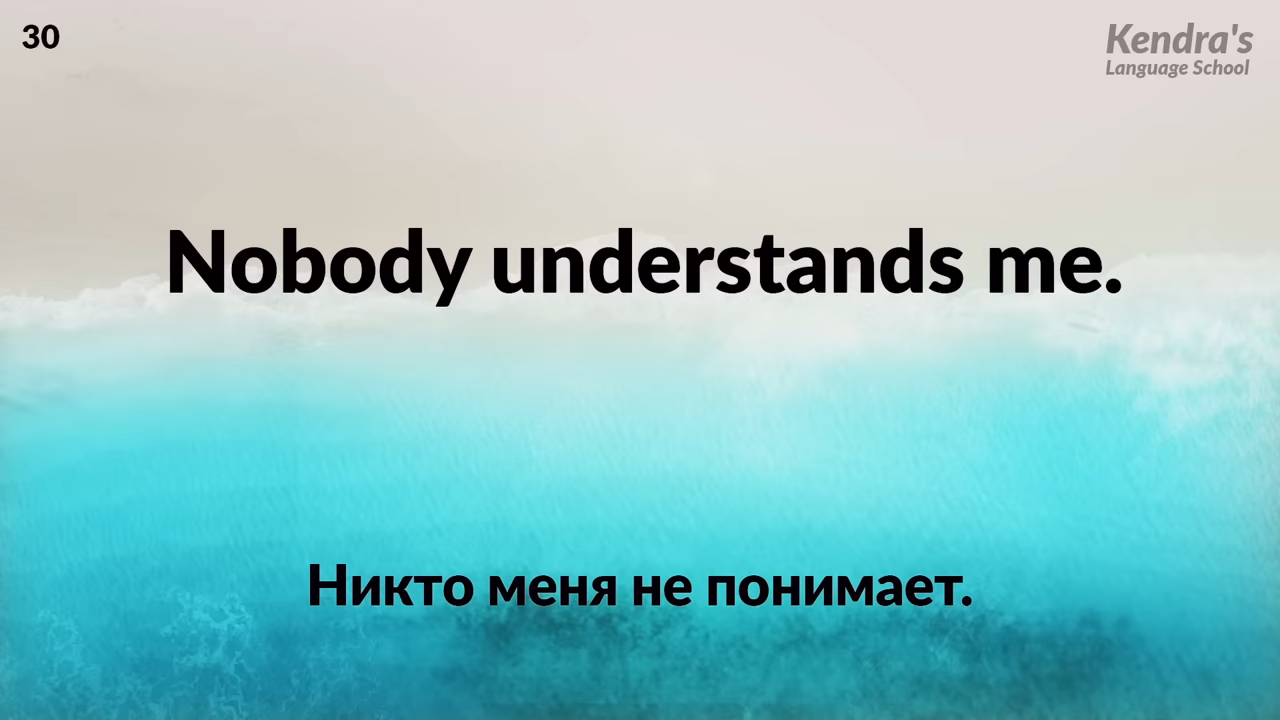 30
Kendra's
Language School
Nobody understands me.
Никто меня не понимает.